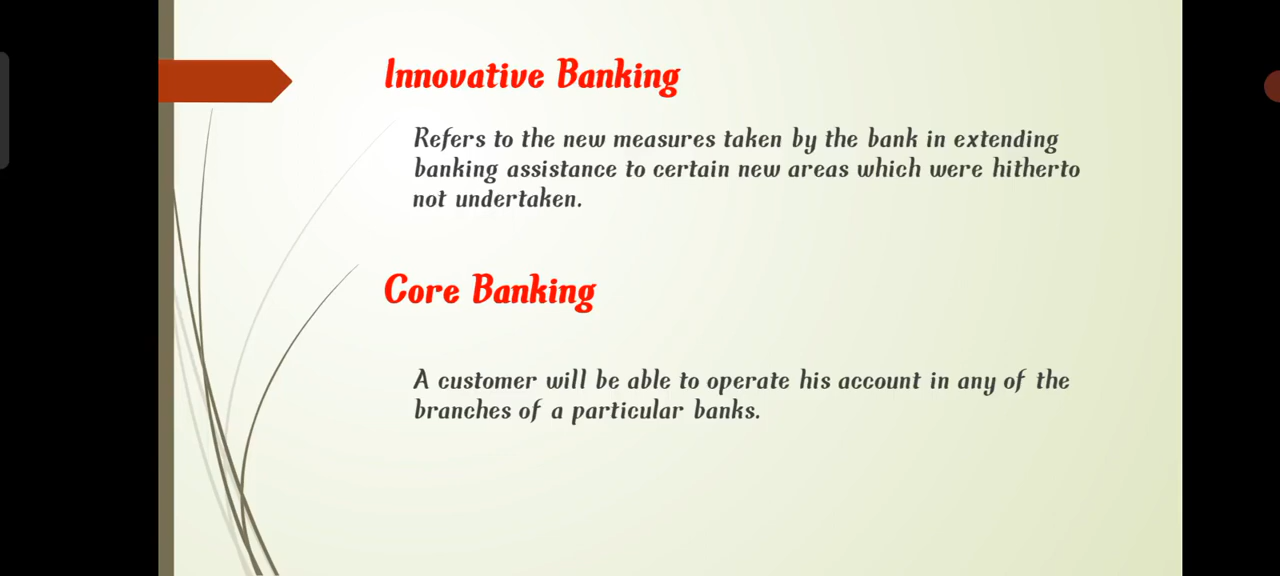 Innovative Banking
Refers to the new measures taken by the bank in extending
banking assistance to certain new areas which were hitherto
not undertaken.
Core Banking
A customer will be able to operate his account in any of the
branches of a particular banks.